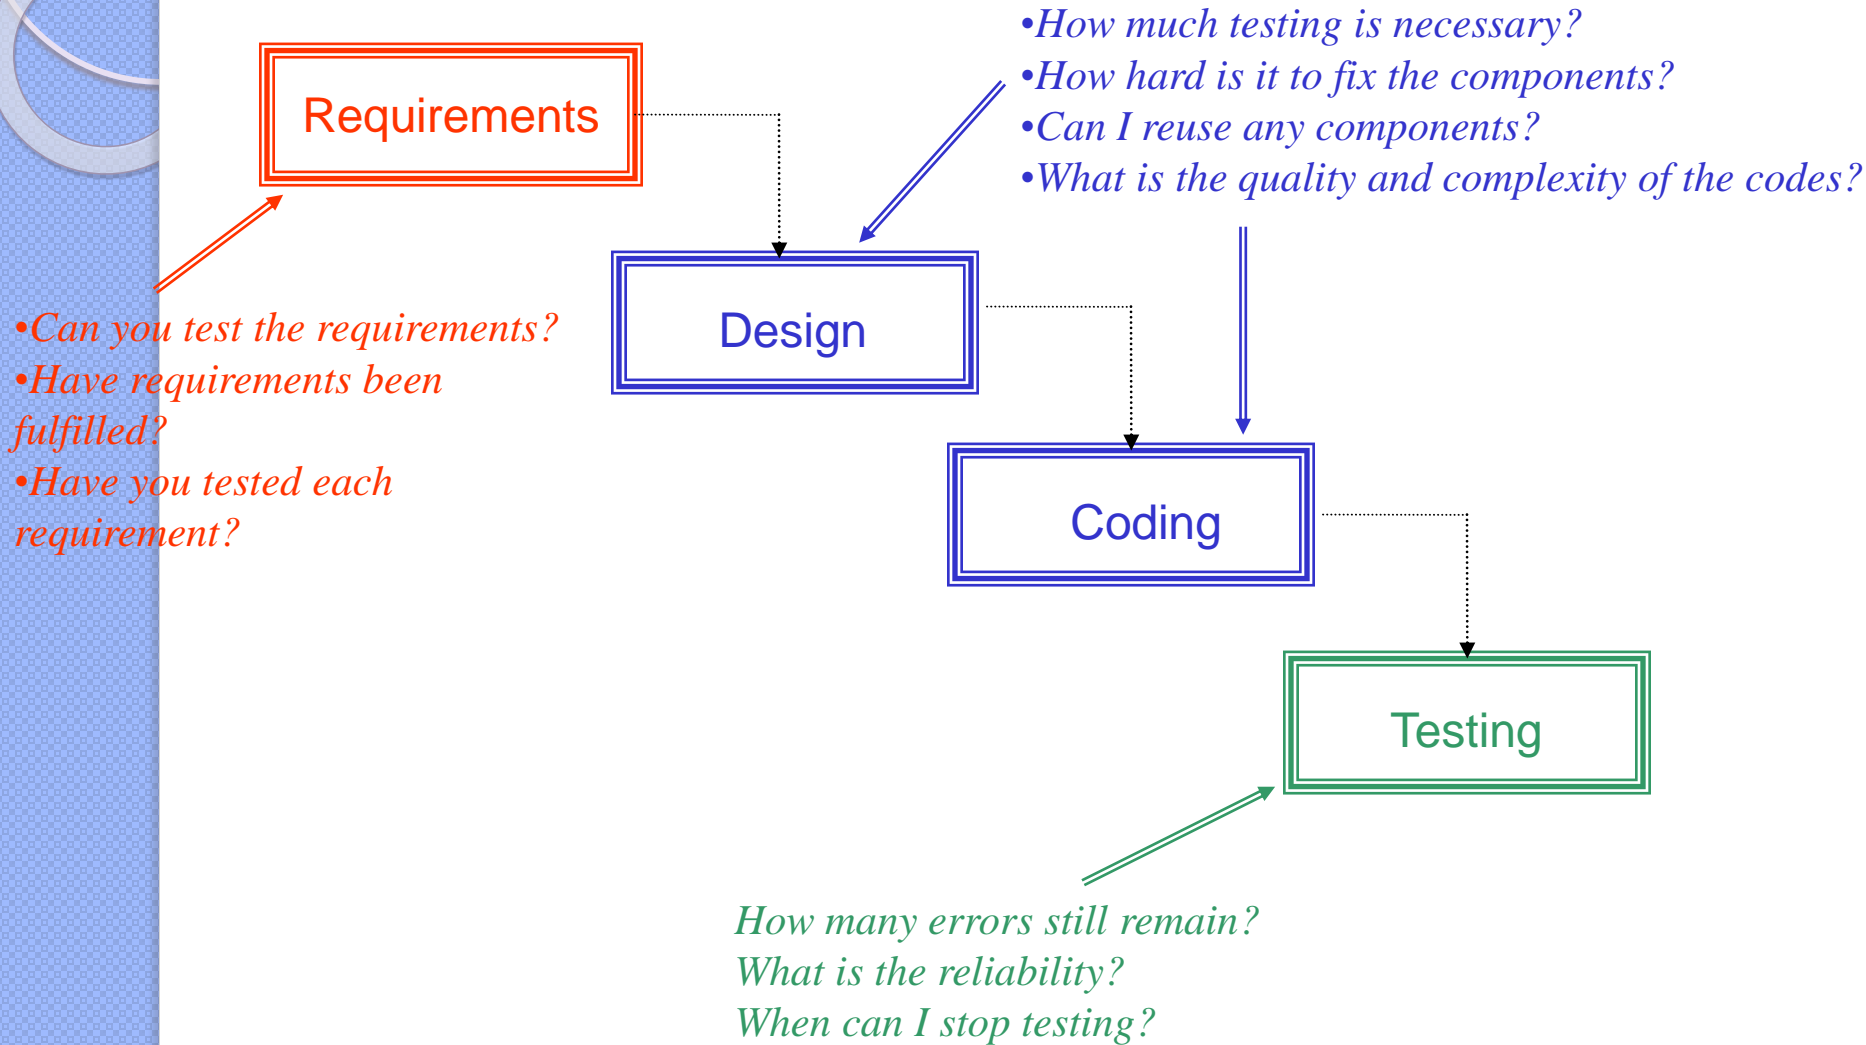 •How much testing is necessary?
•How hard is it to fix the components?
•Can I reuse any components?
•What is the quality and complexity of the codes?
Requirements
•Can you test the requirements?
•Have requirements been
fulfilled?
•Have you tested each
requirement?
Design
Coding
Testing
How many errors still remain?
What is the reliability?
When can I stop testing?